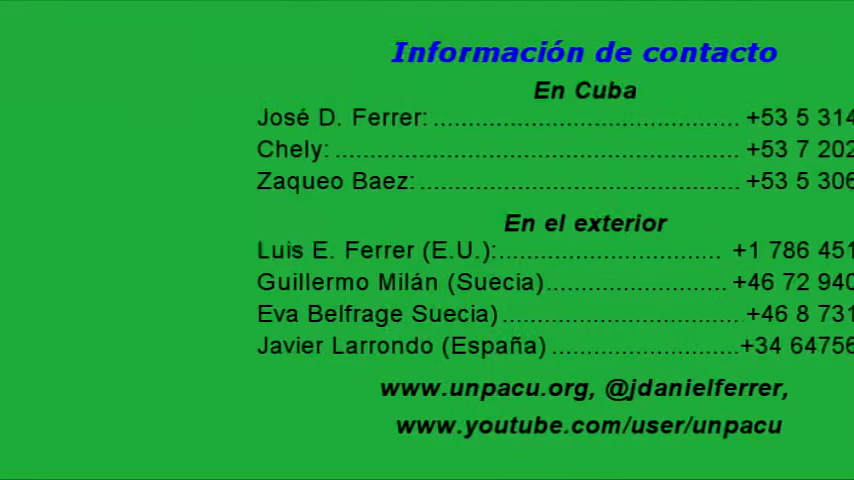 Información de contacto
En Cuba
José D. Ferrer: ............................................ +53 5 314
Chely: ......................................................... +53 7 202
Zaqueo Baez: ............................................. +53 5 306
En el exterior
Luis E. Ferrer (E.U.):................................ +1 786 451
Guillermo Milán (Suecia).......................... +46 72 940
Eva Belfrage Suecia) .................................. +46 8 731
Javier Larrondo (España) ...........................+34 64756
www.unpacu.org, @jdanielferrer,
www.youtube.com/user/unpacu